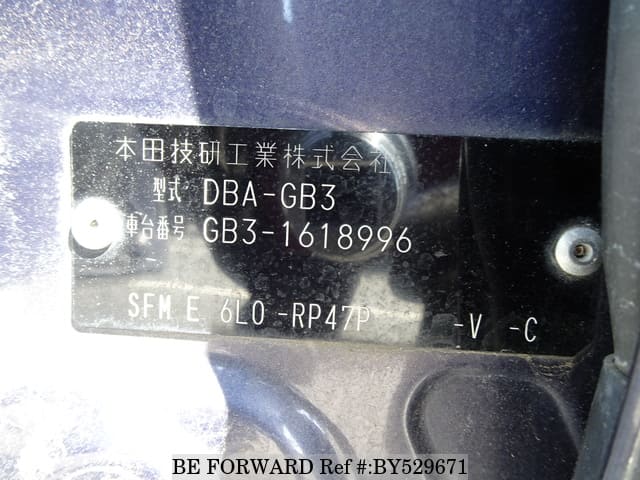 本田技研工業株式会社
型式 DBA-GB3
車台番号 GB3-1618996
SFM E 6L0 -RP47P -V -C
BE FORWARD Ref #:BY529671